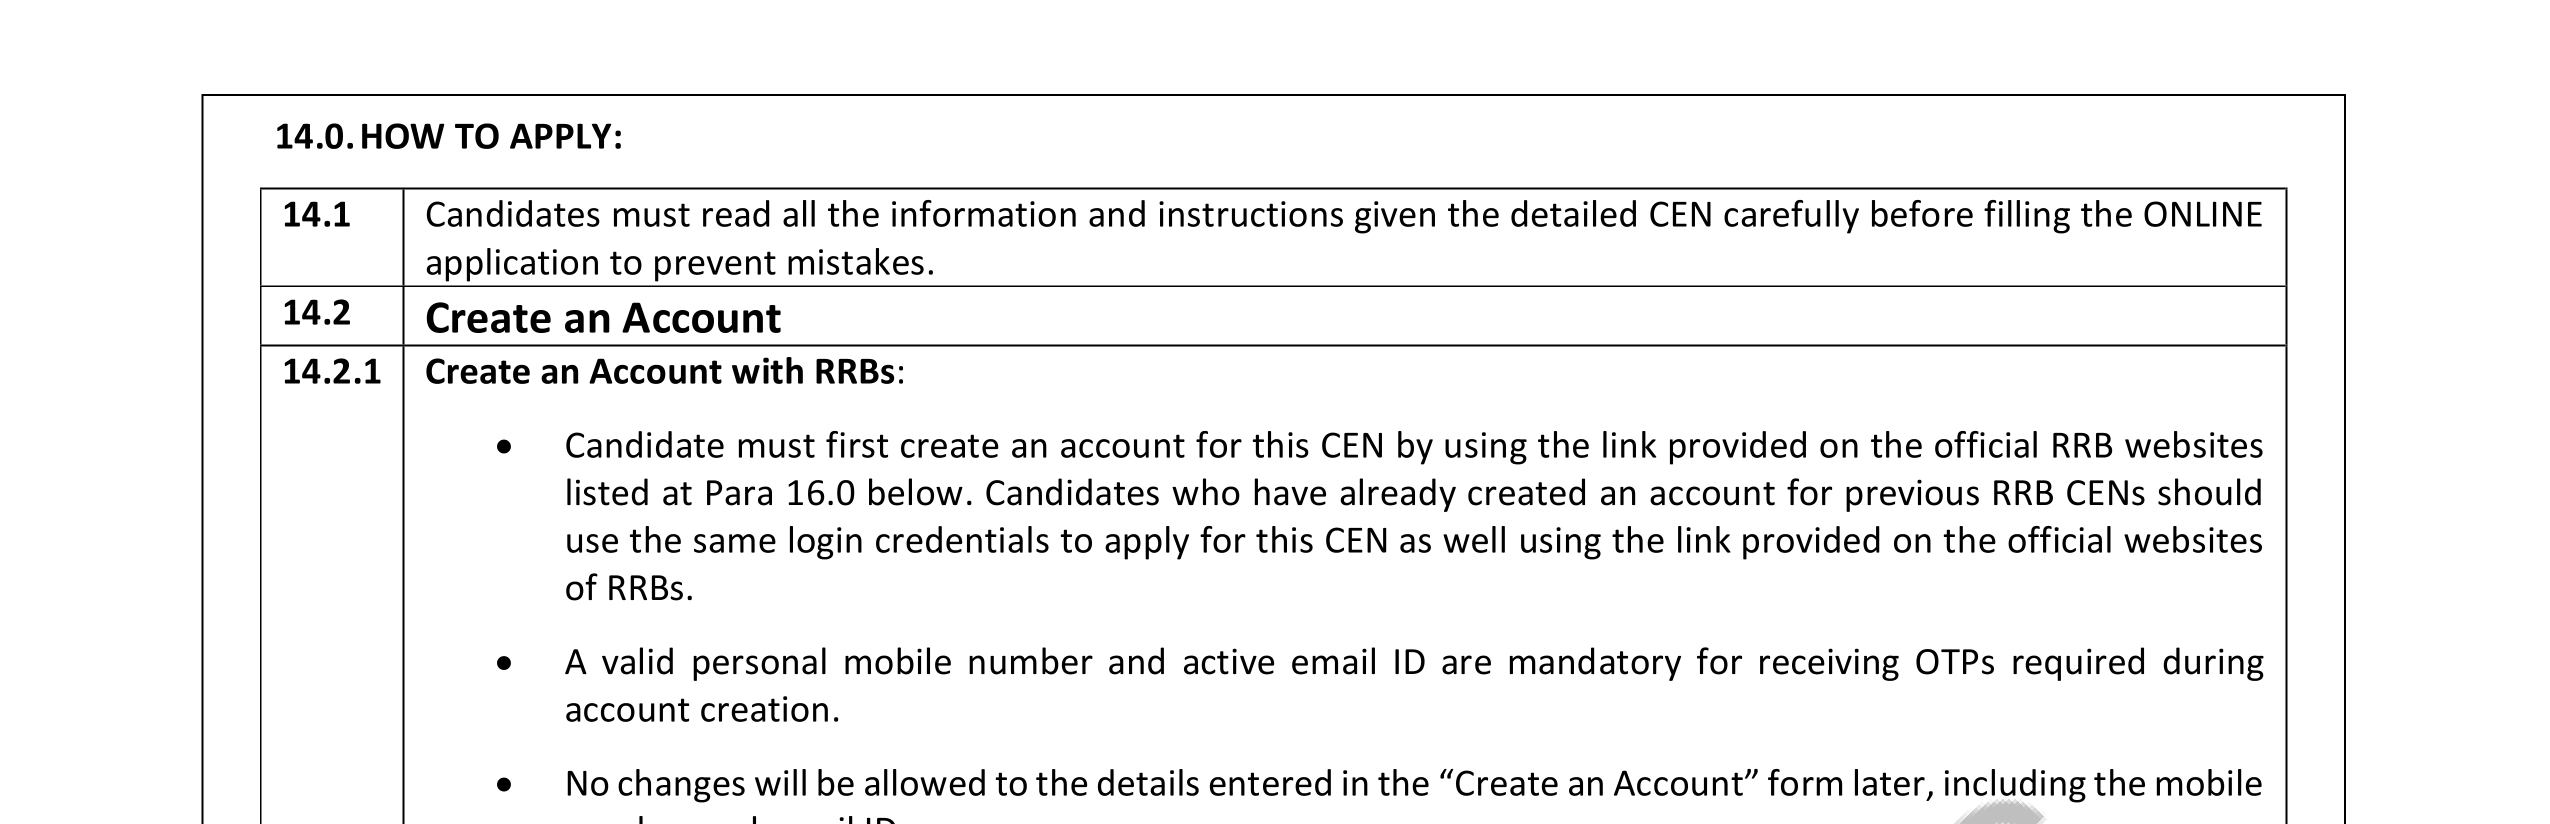 14.0. HOW TO APPLY:
14.1 Candidates must read all the information and instructions given the detailed CEN carefully before filling the ONLINE
application to prevent mistakes.
14.2 Create an Account
14.2.1 Create an Account with RRBs:
• Candidate must first create an account for this CEN by using the link provided on the official RRB websites
listed at Para 16.0 below. Candidates who have already created an account for previous RRB CENs should
use the same login credentials to apply for this CEN as well using the link provided on the official websites
of RRBs.
• A valid personal mobile number and active email ID are mandatory for receiving OTPs required during
account creation.
• No changes will be allowed to the details entered in the “Create an Account” form later, including the mobile